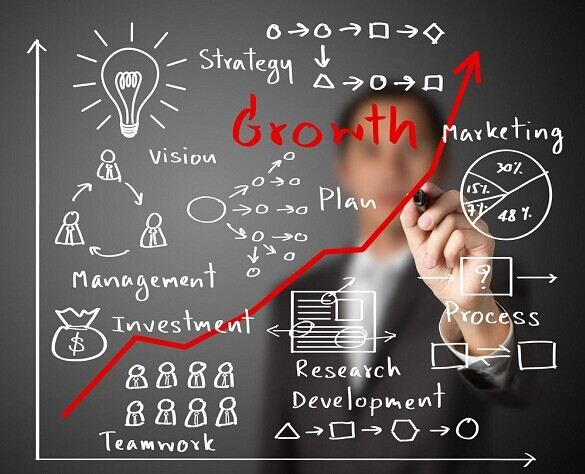 Strategy
Growth
Marketing
Vision
30%
15%
7%
48%
Plan
Management
?
Process
$
Investment
Research
Development
Teamwork